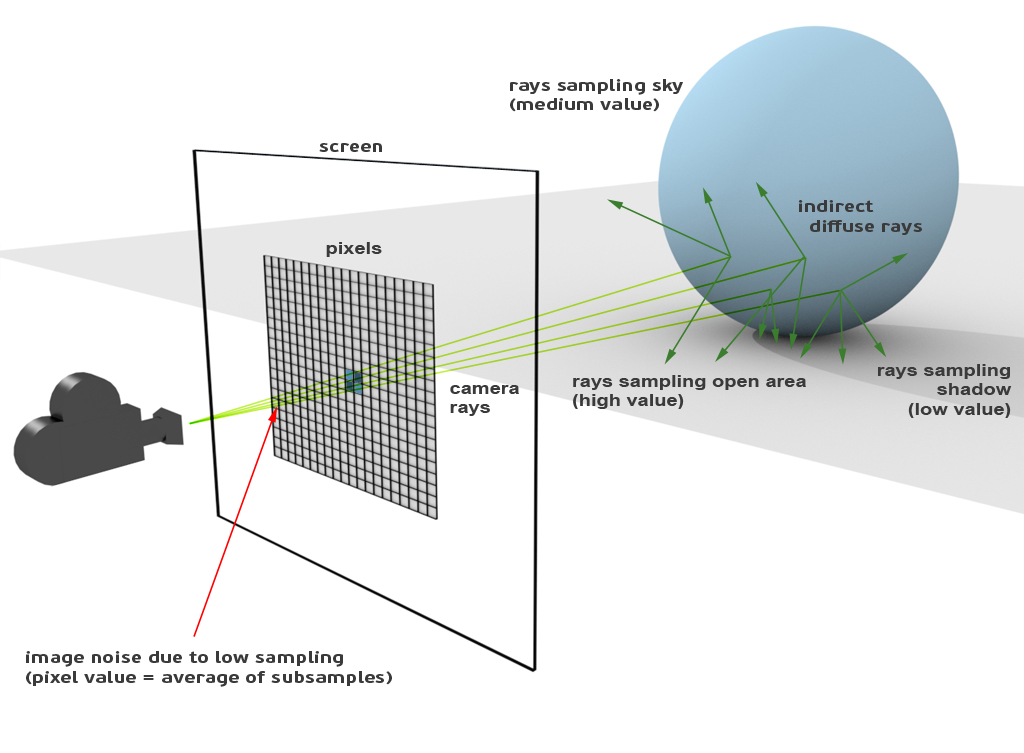 rays sampling sky
(medium value)
screen
indirect
diffuse rays
pixels
camera
rays
rays sampling open area
(high value)
rays sampling
shadow
(low value)
image noise due to low sampling
(pixel value = average of subsamples)